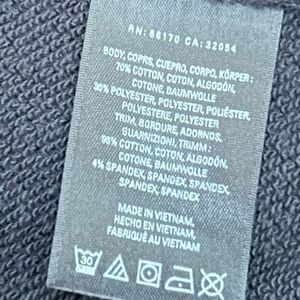 RN: 66170 CA: 32054
BODY, COPRS, CUERPO, CORPO, KÖRPER:
70% COTTON, COTON, ALGODÓN,
COTONE, BAUMWOLLE
30% POLYESTER, POLYESTER, POLIÉSTER,
POLYESTERE, POLYESTER
TRIM, BORDURE, ADORNOS,
GUARNIZIONI, TRIMM:
96% COTTON, COTON, ALGODÓN,
COTONE, BAUMWOLLE
4% SPANDEX, SPANDEX, SPANDEX,
SPANDEX, SPANDEX
MADE IN VIETNAM,
HECHO EN VIETNAM,
FABRIQUÉ AU VIETNAM
30